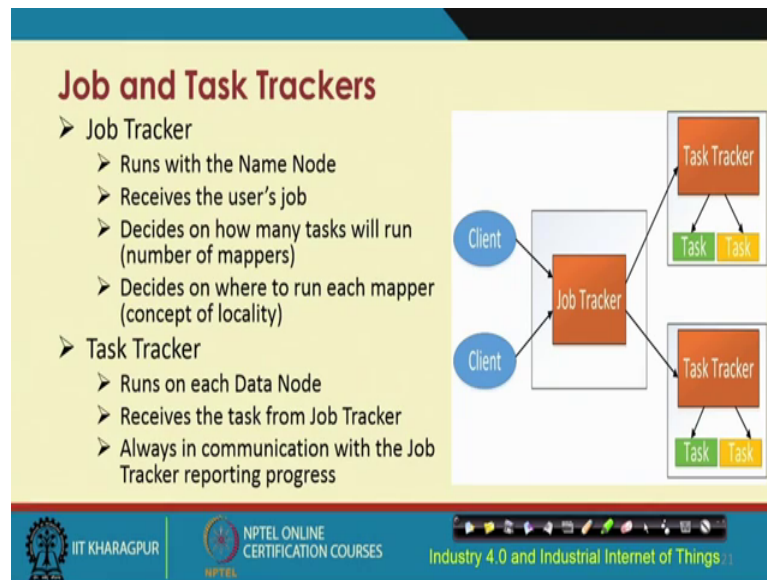 Job and Task Trackers
➤ Job Tracker
➤ Runs with the Name Node
➤ Receives the user's job
➤ Decides on how many tasks will run
(number of mappers)
➤ Decides on where to run each mapper
(concept of locality)
➤ Task Tracker
➤ Runs on each Data Node
➤ Receives the task from Job Tracker
➤ Always in communication with the Job
Tracker reporting progress
Client
Client
Job Tracker
Task Tracker
Task Task
Task Tracker
Task Task
IIT KHARAGPUR
NPTEL
NPTEL ONLINE
CERTIFICATION COURSES
Industry 4.0 and Industrial Internet of Things
21